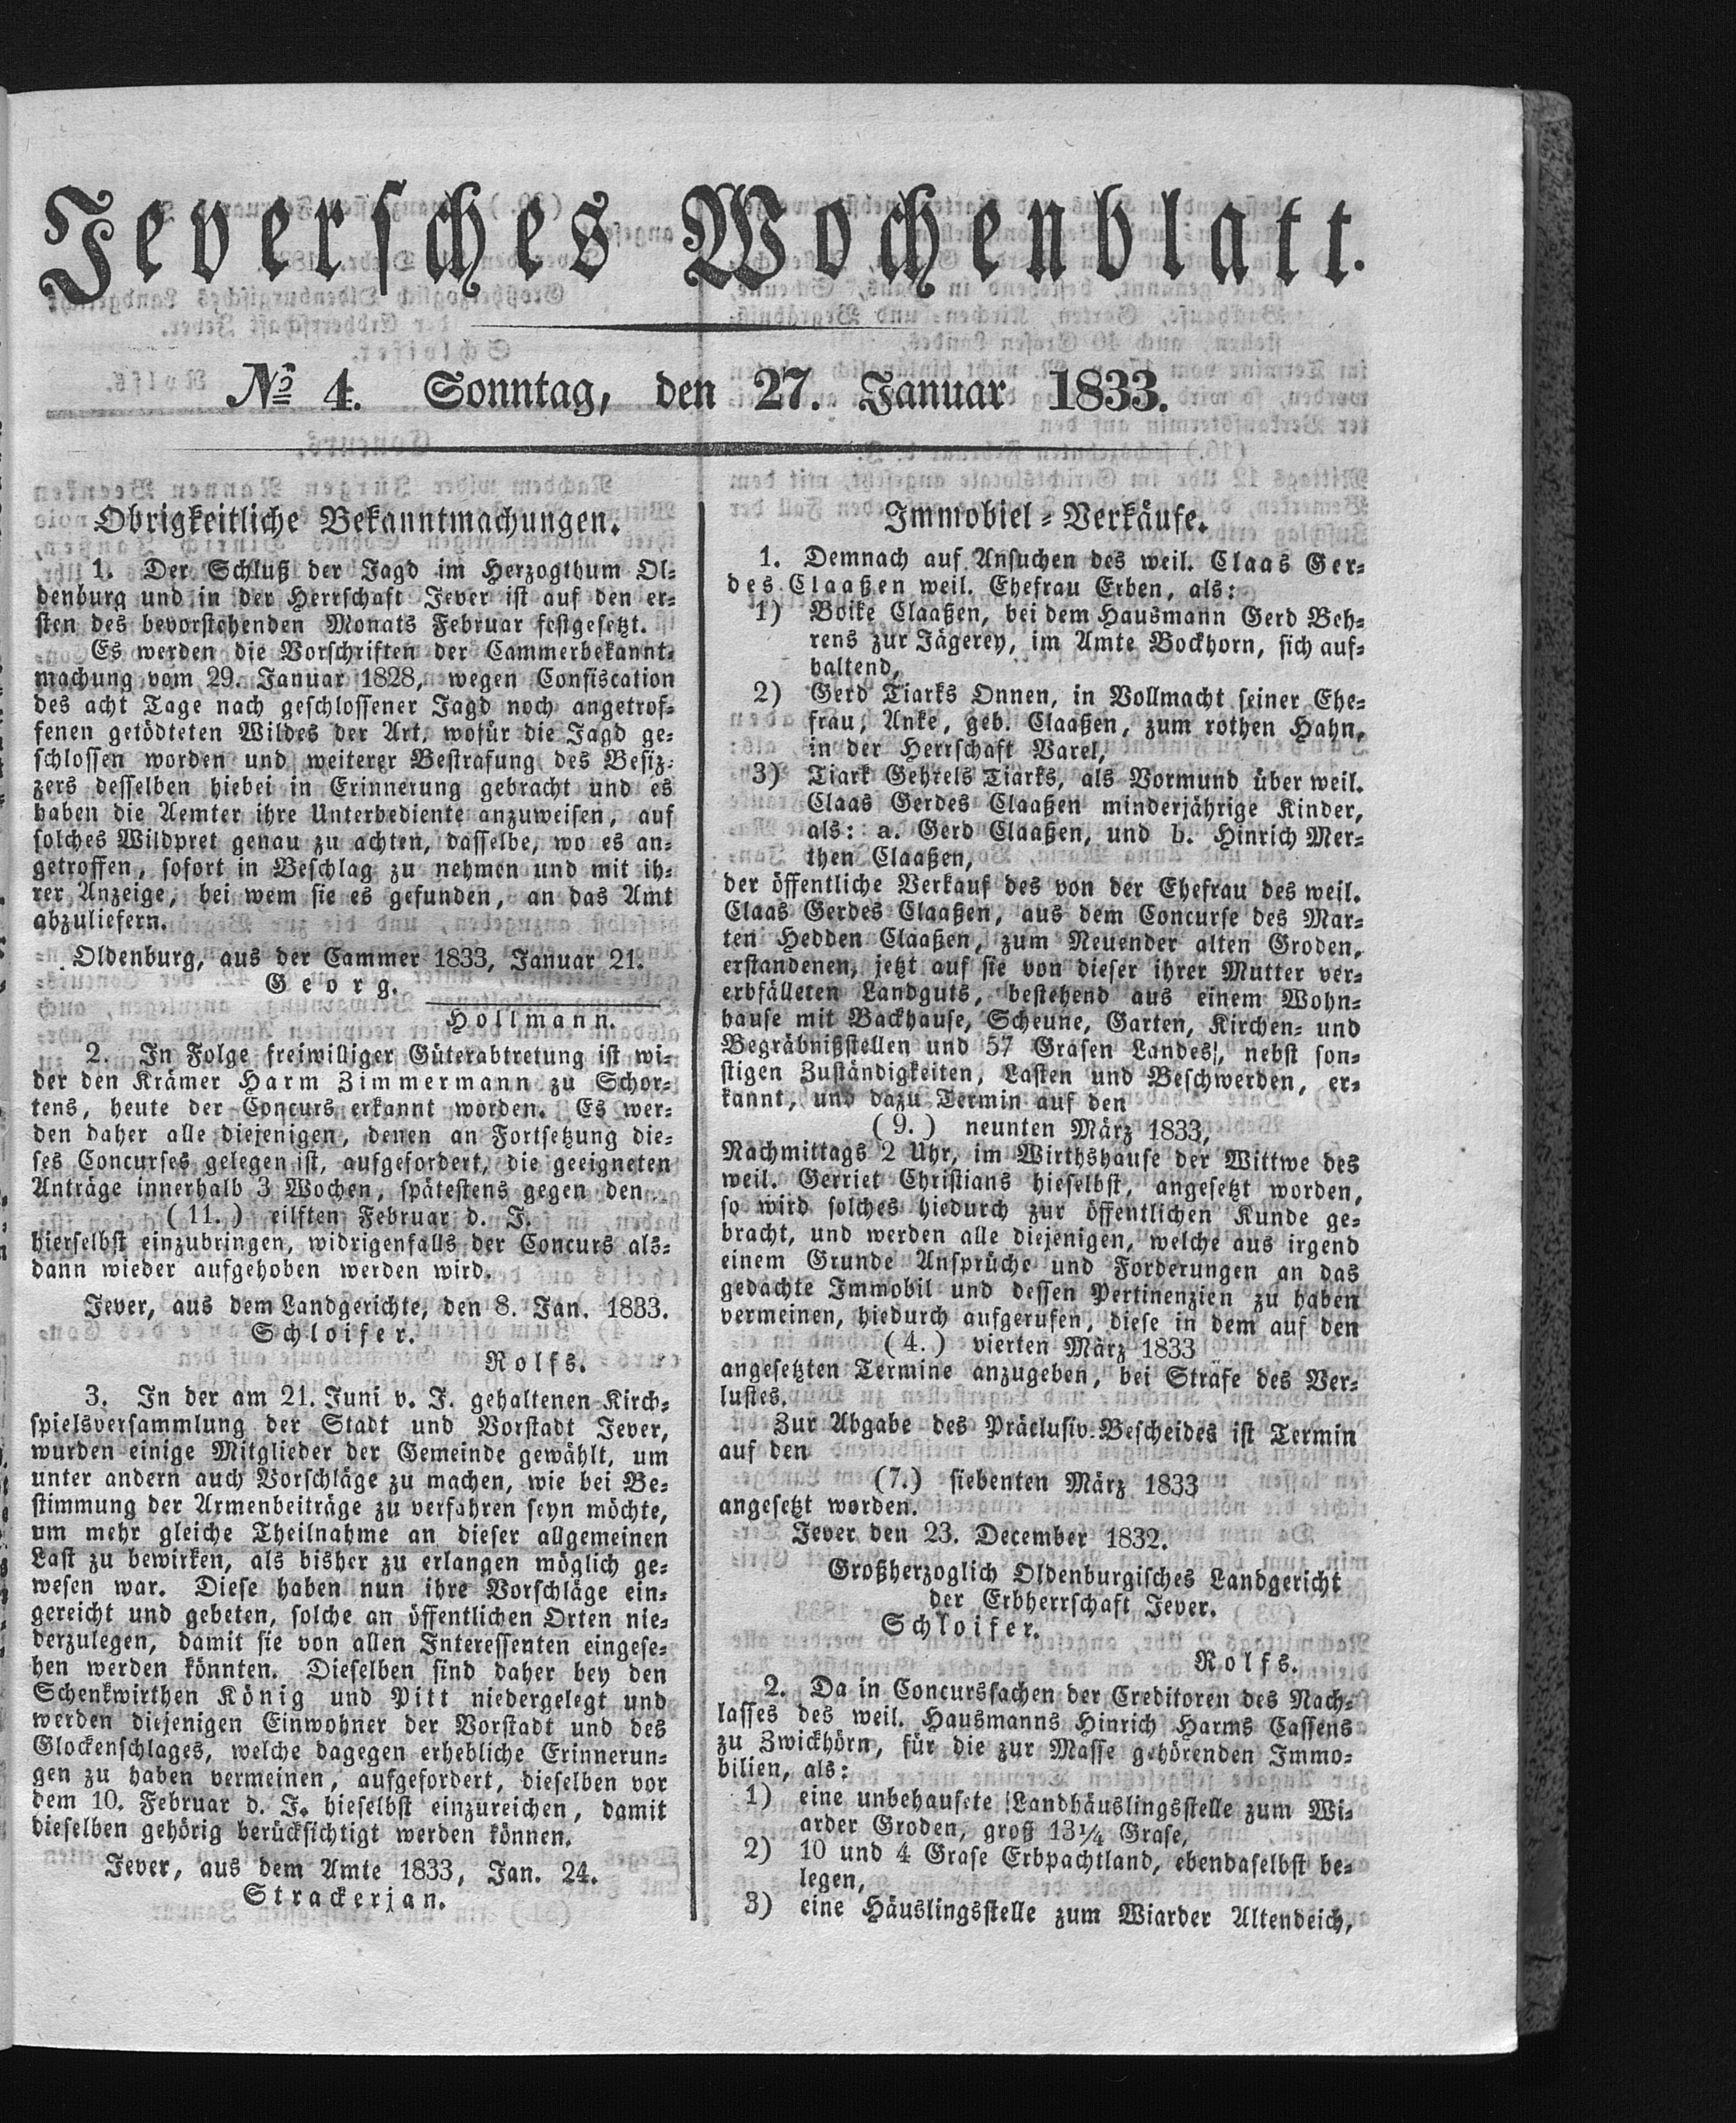 Jeversches Wochenblatt.
No 4. Sonntag, den 27. Januar 1833.
Obrigkeitliche Bekanntmachungen.
1. Der Schluß der Jagd im Herzogthum Ol-
denburg und in der Herrschaft Jever ist auf den er-
sten des bevorstehenden Monats Februar festgesetzt.
Es werden die Vorschriften der Cammerbekannt-
machung vom 29. Januar 1828, wegen Confiscation
des acht Tage nach geschlossener Jagd noch angetrof-
fenen getödteten Wildes der Art, wofür die Jagd ge-
schlossen worden und weiterer Bestrafung des Besiz-
zers desselben hiebei in Erinnerung gebracht und es
haben die Aemter ihre Unterbediente anzuweisen, auf
solches Wildpret genau zu achten, dasselbe, wo es an-
getroffen, sofort in Beschlag zu nehmen und mit ih-
rer Anzeige, bei wem sie es gefunden, an das Amt
abzuliefern.
Oldenburg, aus der Cammer 1833, Januar 21.
Georg.
Hollmann.
2. In Folge freiwilliger Güterabtretung ist wi-
der den Krämer Harm Zimmermann zu Schor-
tens, heute der Concurs erkannt worden. Es wer-
den daher alle diejenigen, denen an Fortsetzung die-
ses Concurses gelegen ist, aufgefordert, die geeigneten
Anträge innerhalb 3 Wochen, spätestens gegen den
(11.) eilften Februar d. J.
hierselbst einzubringen, widrigenfalls der Concurs als-
dann wieder aufgehoben werden wird.
Jever, aus dem Landgerichte, den 8. Jan. 1833.
Schloifer.
Rolfs.
3. In der am 21. Juni v. J. gehaltenen Kirch-
spielsversammlung der Stadt und Vorstadt Jever,
wurden einige Mitglieder der Gemeinde gewählt, um
unter andern auch Vorschläge zu machen, wie bei Be-
stimmung der Armenbeiträge zu verfahren seyn möchte,
um mehr gleiche Theilnahme an dieser allgemeinen
Last zu bewirken, als bisher zu erlangen möglich ge-
wesen war. Diese haben nun ihre Vorschläge ein-
gereicht und gebeten, solche an öffentlichen Orten nie-
derzulegen, damit sie von allen Interessenten eingese-
hen werden könnten. Dieselben sind daher bey den
Schenkwirthen König und Pitt niedergelegt und
werden diejenigen Einwohner der Vorstadt und des
Glockenschlages, welche dagegen erhebliche Erinnerun-
gen zu haben vermeinen, aufgefordert, dieselben vor
dem 10. Februar d. J. hieselbst einzureichen, damit
dieselben gehörig berücksichtigt werden können.
Jever, aus dem Amte 1833, Jan. 24.
Strackerjan.
Immobiel-Verkäufe.
1. Demnach auf Ansuchen des weil. Claas Ger-
des Claaßen weil. Ehefrau Erben, als:
1) Boike Claaßen, bei dem Hausmann Gerd Beh-
rens zur Jägerey, im Amte Bockhorn, sich auf-
haltend,
2) Gerd Tiarks Onnen, in Vollmacht seiner Ehe-
frau, Anke, geb. Claaßen, zum rothen Hahn,
in der Herrschaft Varel,
3) Tiark Gehrels Tiarks, als Vormund über weil.
Claas Gerdes Claaßen minderjährige Kinder,
als: a. Gerd Claaßen, und b. Hinrich Mer-
then Claaßen,
der öffentliche Verkauf des von der Ehefrau des weil.
Claas Gerdes Claaßen, aus dem Concurse des Mar-
ten Hedden Claaßen, zum Neuender alten Groden,
erstandenen, jetzt auf sie von dieser ihrer Mutter ver-
erbfälleten Landguts, bestehend aus einem Wohn-
hause mit Backhause, Scheune, Garten, Kirchen- und
Begräbnißstellen und 57 Grasen Landes, nebst son-
stigen Zuständigkeiten, Lasten und Beschwerden, er-
kannt, und dazu Termin auf den
(9.) neunten März 1833,
Nachmittags 2 Uhr, im Wirthshause der Wittwe des
weil. Gerriet Christians hieselbst, angesetzt worden,
so wird solches hiedurch zur öffentlichen Kunde ge-
bracht, und werden alle diejenigen, welche aus irgend
einem Grunde Ansprüche und Forderungen an das
gedachte Immobil und dessen Pertinenzien zu haben
vermeinen, hiedurch aufgerufen, diese in dem auf den
(4.) vierten März 1833
angesetzten Termine anzugeben, bei Strafe des Ver-
lustes.
Zur Abgabe des Präclusiv-Bescheides ist Termin
auf den
(7.) siebenten März 1833
angesetzt worden.
Jever den 23. December 1832.
Großherzoglich Oldenburgisches Landgericht
der Erbherrschaft Jever.
Schloifer.
Rolfs.
2. Da in Concurssachen der Creditoren des Nach-
lasses des weil. Hausmanns Hinrich Harms Cassens
zu Zwickhörn, für die zur Masse gehörenden Immo-
bilien, als:
1) eine unbehausete Landhäuslingsstelle zum Wi-
arder Groden, groß 13¼ Grase,
2) 10 und 4 Grase Erbpachtland, ebendaselbst be-
legen,
3) eine Häuslingsstelle zum Wiarder Altendeich,